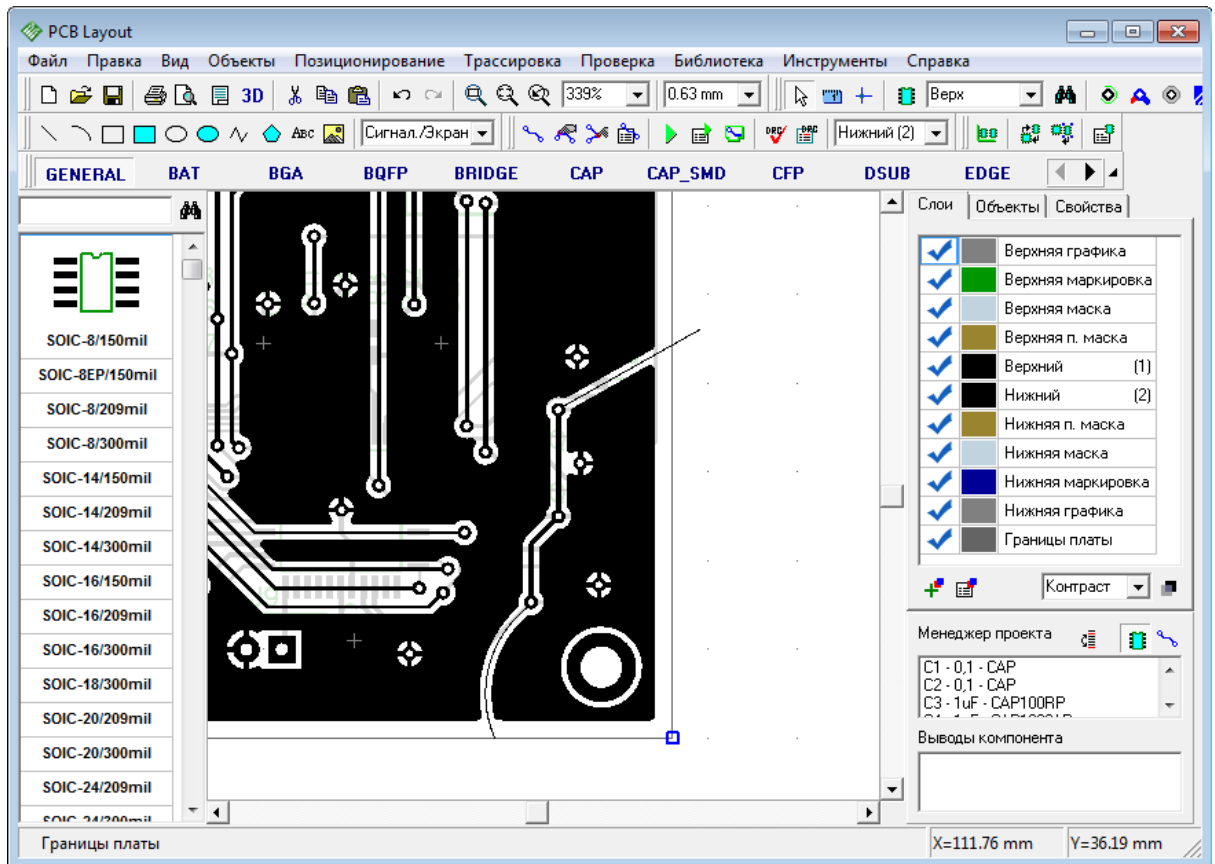 PCB Layout
Файл Правка Вид Объекты Позиционирование Трассировка Проверка Библиотека Инструменты Справка
3D 339% 0.63 mm Верх
ABC Сигнал./Экран DRC DRC Нижний (2)
GENERAL BAT BGA BQFP BRIDGE CAP CAP_SMD CFP DSUB EDGE
SOIC-8/150mil
SOIC-8EP/150mil
SOIC-8/209mil
SOIC-8/300mil
SOIC-14/150mil
SOIC-14/209mil
SOIC-14/300mil
SOIC-16/150mil
SOIC-16/209mil
SOIC-16/300mil
SOIC-18/300mil
SOIC-20/209mil
SOIC-20/300mil
SOIC-24/209mil
SOIC-24/300mil
Слои Объекты Свойства
Верхняя графика
Верхняя маркировка
Верхняя маска
Верхняя п. маска
Верхний (1)
Нижний (2)
Нижняя п. маска
Нижняя маска
Нижняя маркировка
Нижняя графика
Границы платы
Контраст
Менеджер проекта
C1 - 0,1 - CAP
C2 - 0,1 - CAP
C3 - 1uF - CAP100RP
Выводы компонента
Границы платы X=111.76 mm Y=36.19 mm